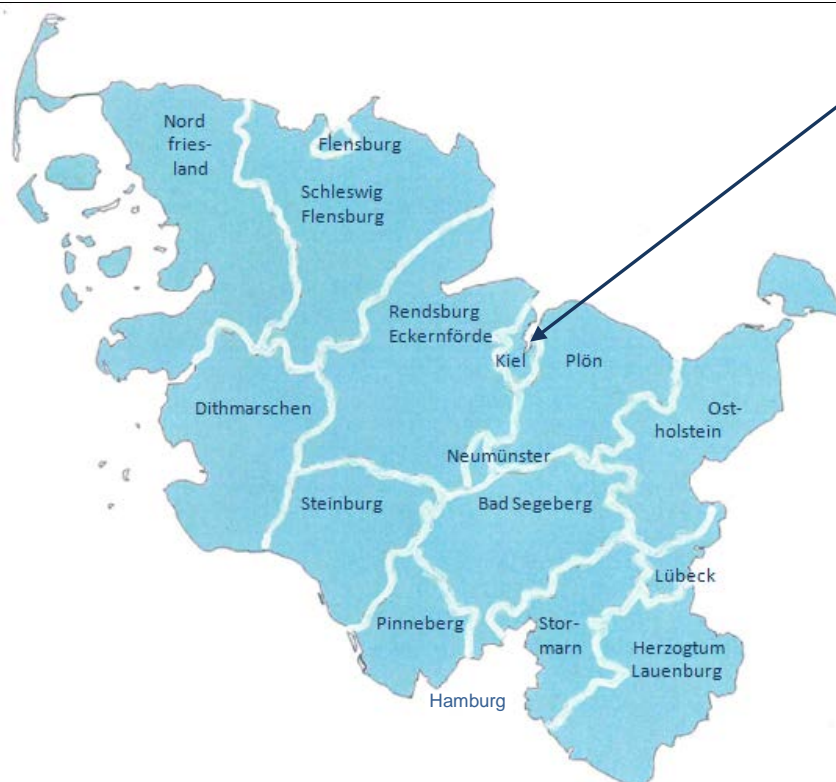 Nord
fries-
land
Flensburg
Schleswig
Flensburg
Rendsburg
Eckernförde
Kiel
Plön
Ost-
holstein
Dithmarschen
Neumünster
Steinburg
Bad Segeberg
Lübeck
Pinneberg
Stor-
marn
Herzogtum
Lauenburg
Hamburg